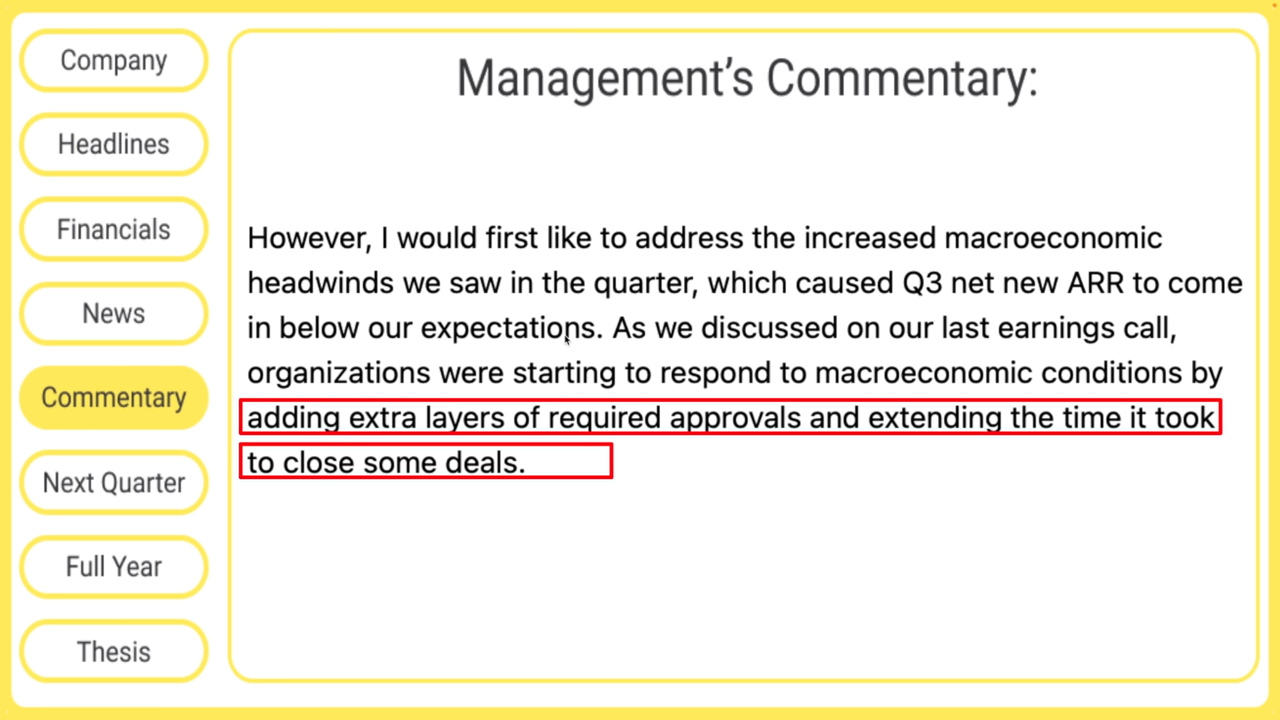 Company
Headlines
Financials
News
Commentary
Next Quarter
Full Year
Thesis
Management’s Commentary:
However, I would first like to address the increased macroeconomic
headwinds we saw in the quarter, which caused Q3 net new ARR to come
in below our expectations. As we discussed on our last earnings call,
organizations were starting to respond to macroeconomic conditions by
adding extra layers of required approvals and extending the time it took
to close some deals.